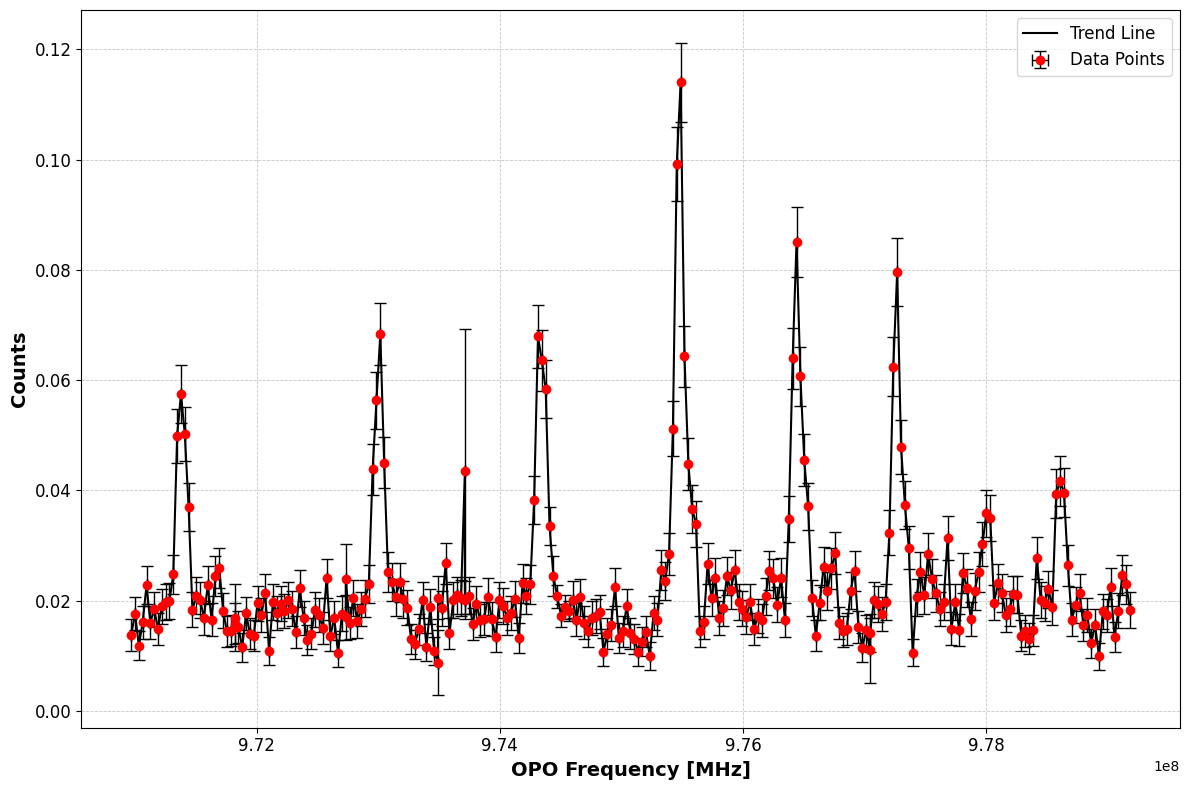 0.12
0.10
0.08
0.06
0.04
0.02
0.00
Counts
Trend Line
Data Points
9.72 9.74 9.76 9.78
1e8
OPO Frequency [MHz]